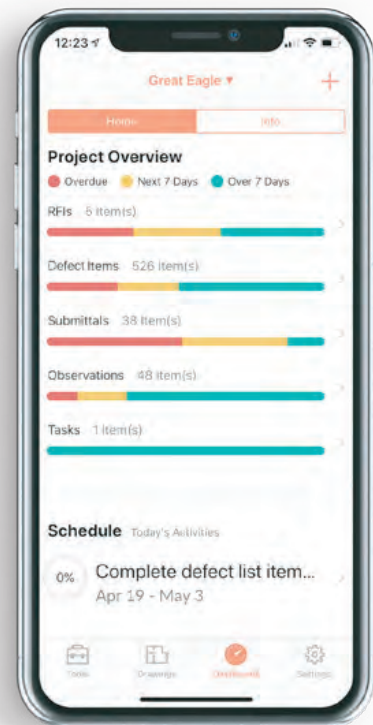 12:23
Great Eagle ▼
+
Home Info
Project Overview
Overdue Next 7 Days Over 7 Days
RFIs 6 item(s)
Defect Items 526 item(s)
Submittals 38 item(s)
Observations 48 item(s)
Tasks 1 item(s)
Schedule Today's Activities
0% Complete defect list item...
Apr 19 - May 3
Tools Drawings Dashboard Settings